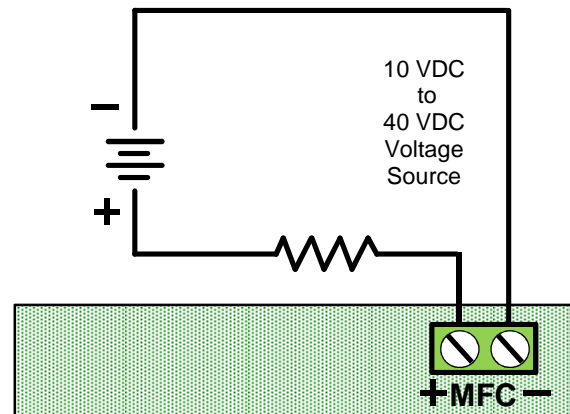 10 VDC
to
40 VDC
Voltage
Source
−
+
+MFC−